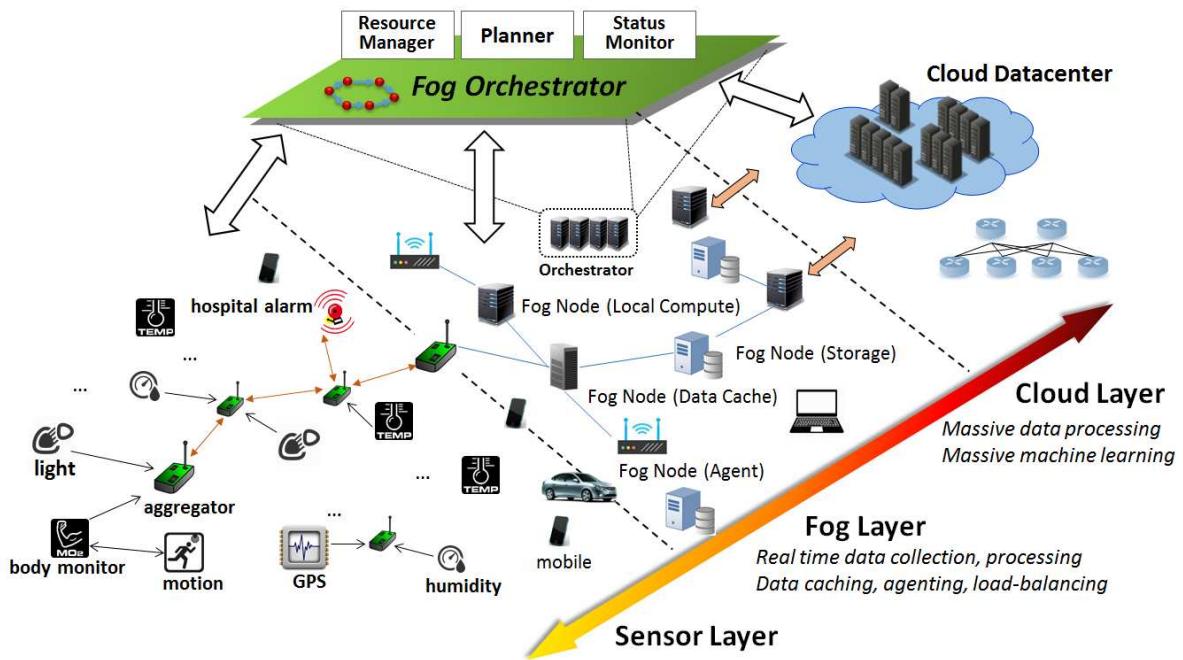 Resource
Manager
Planner
Status
Monitor
Fog Orchestrator
Cloud Datacenter
Orchestrator
hospital alarm
TEMP
Fog Node (Local Compute)
...
...
Fog Node (Storage)
Fog Node (Data Cache)
TEMP
light
Fog Node (Agent)
TEMP
...
aggregator
...
MO2
body monitor
motion
GPS
humidity
mobile
Cloud Layer
Massive data processing
Massive machine learning
Fog Layer
Real time data collection, processing
Data caching, agenting, load-balancing
Sensor Layer